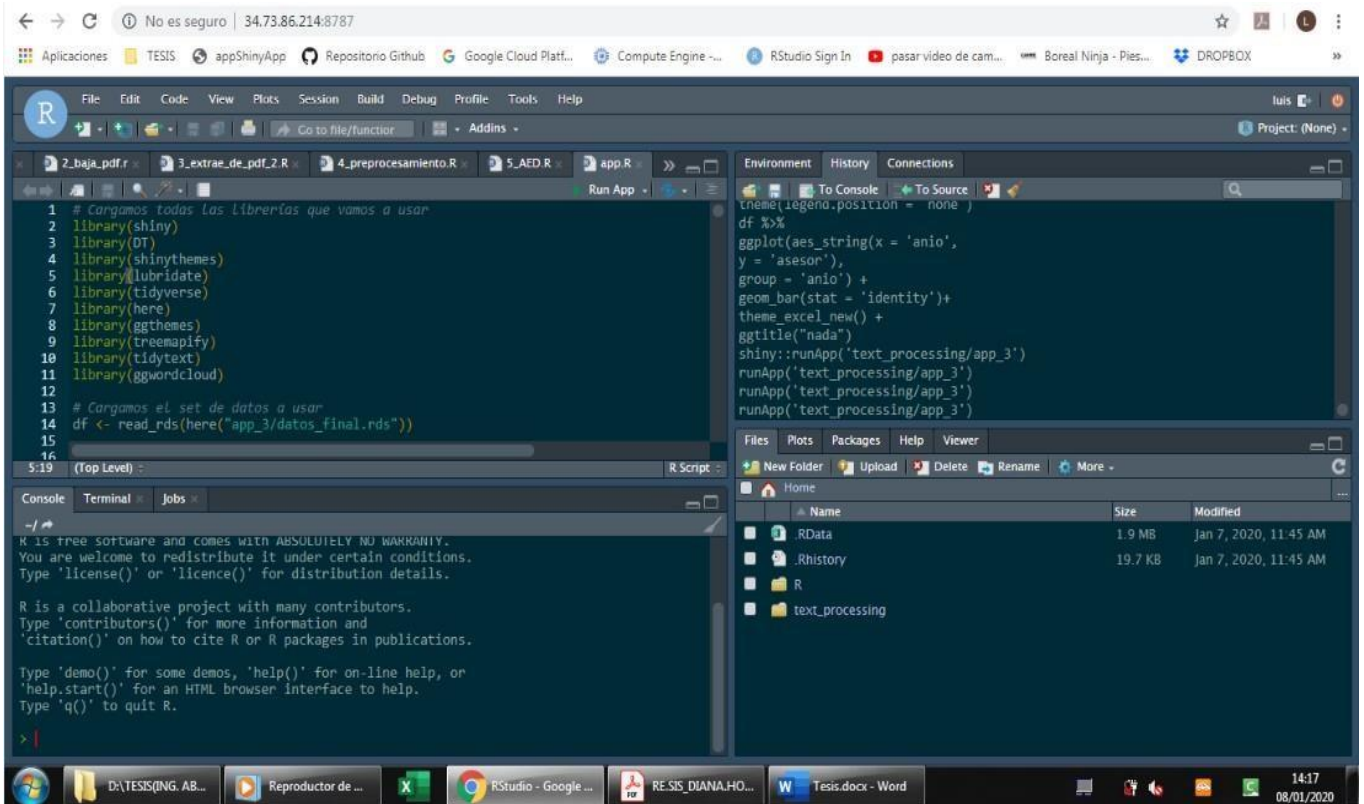 No es seguro | 34.73.86.214:8787
Aplicaciones TESIS appShinyApp Repositorio Github Google Cloud Platf... Compute Engine -... RStudio Sign In pasar video de cam... Boreal Ninja - Pies... DROPBOX »
R File Edit Code View Plots Session Build Debug Profile Tools Help luis
Go to file/function Addins Project: (None)
2_baja_pdf.r 3_extrae_de_pdf_2.R 4_preprocesamiento.R 5_AED.R app.R »
Run App
1 # Cargamos todas las librerías que vamos a usar
2 library(shiny)
3 library(DT)
4 library(shinythemes)
5 library(lubridate)
6 library(tidyverse)
7 library(here)
8 library(ggthemes)
9 library(treemapify)
10 library(tidytext)
11 library(ggwordcloud)
12
13 # Cargamos el set de datos a usar
14 df <- read_rds(here("app_3/datos_final.rds"))
15
16
5:19 (Top Level) R Script
Console Terminal Jobs
~/
R is free software and comes with ABSOLUTELY NO WARRANTY.
You are welcome to redistribute it under certain conditions.
Type 'license()' or 'licence()' for distribution details.
R is a collaborative project with many contributors.
Type 'contributors()' for more information and
'citation()' on how to cite R or R packages in publications.
Type 'demo()' for some demos, 'help()' for on-line help, or
'help.start()' for an HTML browser interface to help.
Type 'q()' to quit R.
>
Environment History Connections
To Console To Source
theme(legend.position = 'none')
df %>%
ggplot(aes_string(x = 'anio',
y = 'asesor'),
group = 'anio') +
geom_bar(stat = 'identity')+
theme_excel_new() +
ggtitle("nada")
shiny::runApp('text_processing/app_3')
runApp('text_processing/app_3')
runApp('text_processing/app_3')
runApp('text_processing/app_3')
Files Plots Packages Help Viewer
New Folder Upload Delete Rename More
Home ...
Name Size Modified
.RData 1.9 MB Jan 7, 2020, 11:45 AM
.Rhistory 19.7 KB Jan 7, 2020, 11:45 AM
R
text_processing
D:\TESIS(ING. AB... Reproductor de ... RStudio - Google ... RE.SIS_DIANA.HO... Tesis.docx - Word 14:17
08/01/2020